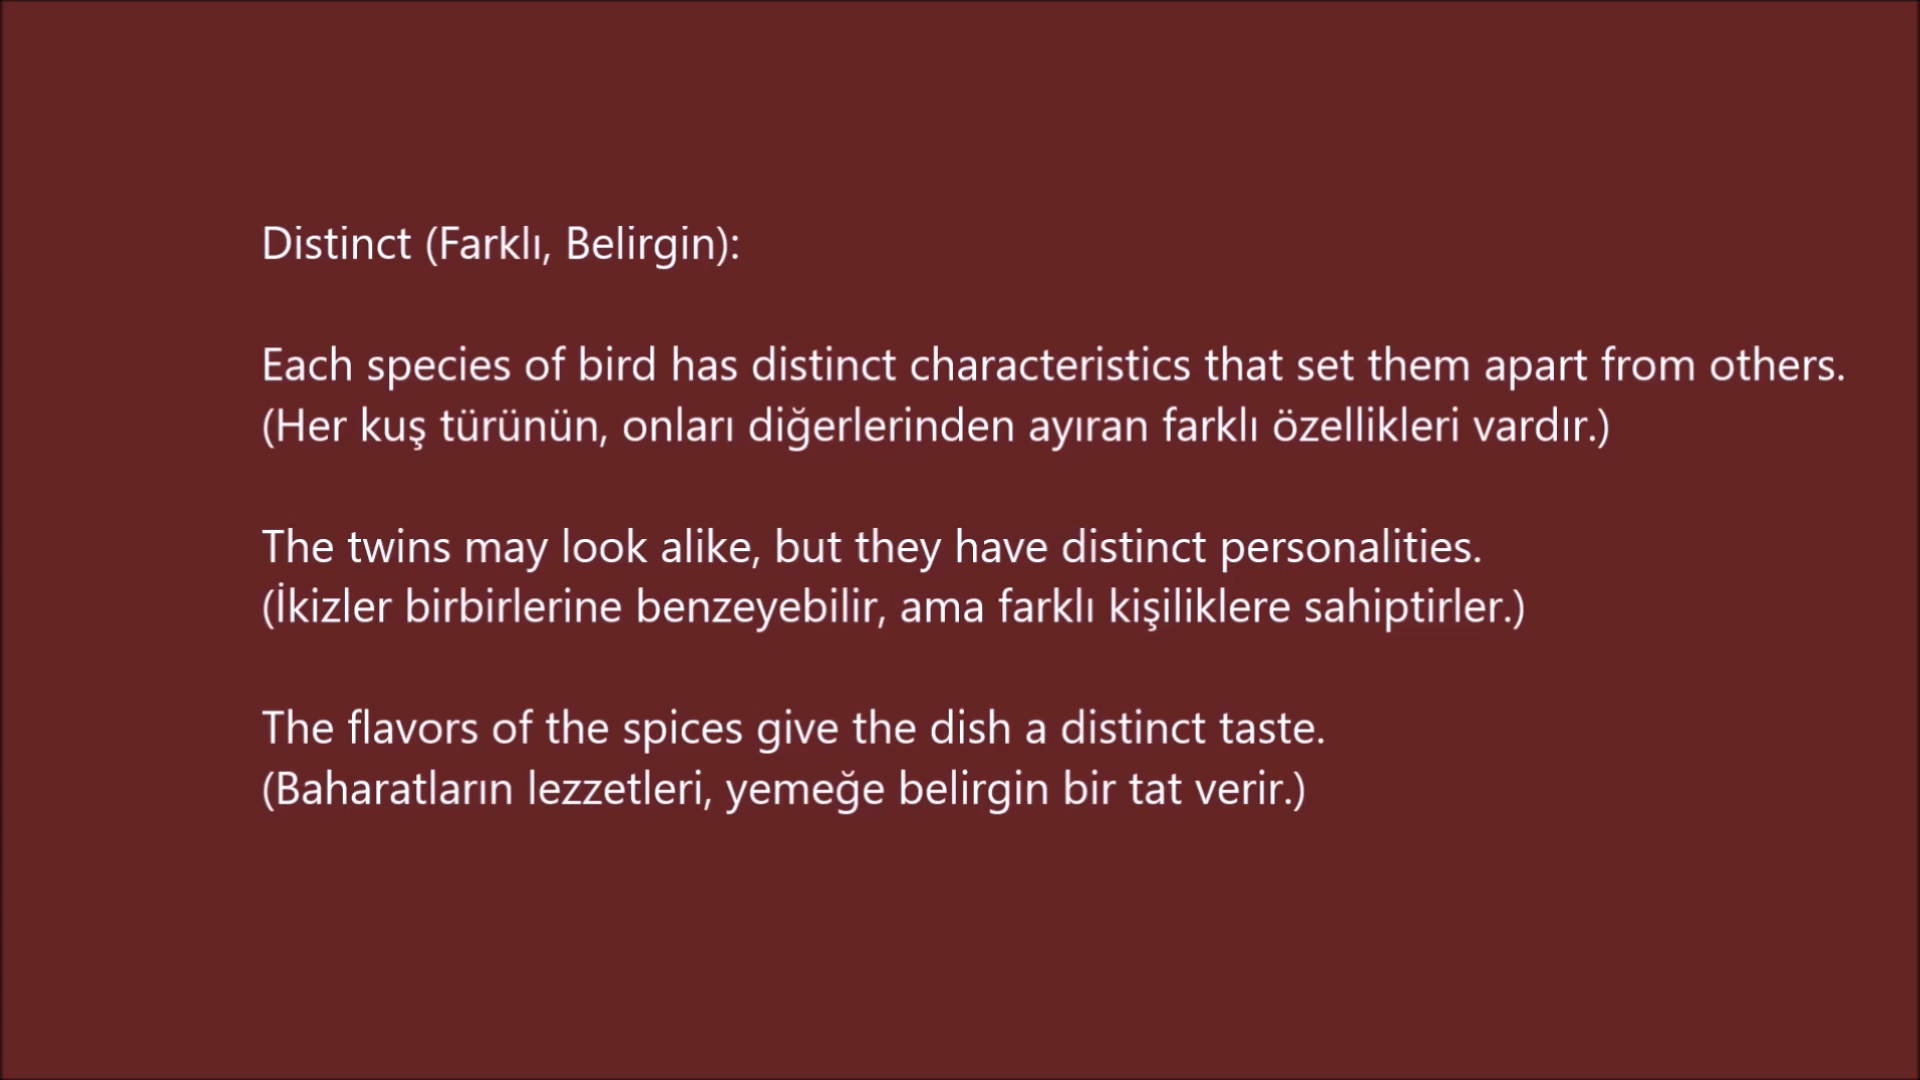 Distinct (Farklı, Belirgin):
Each species of bird has distinct characteristics that set them apart from others.
(Her kuş türünün, onları diğerlerinden ayıran farklı özellikleri vardır.)
The twins may look alike, but they have distinct personalities.
(İkizler birbirlerine benzeyebilir, ama farklı kişiliklere sahiptirler.)
The flavors of the spices give the dish a distinct taste.
(Baharatların lezzetleri, yemeğe belirgin bir tat verir.)